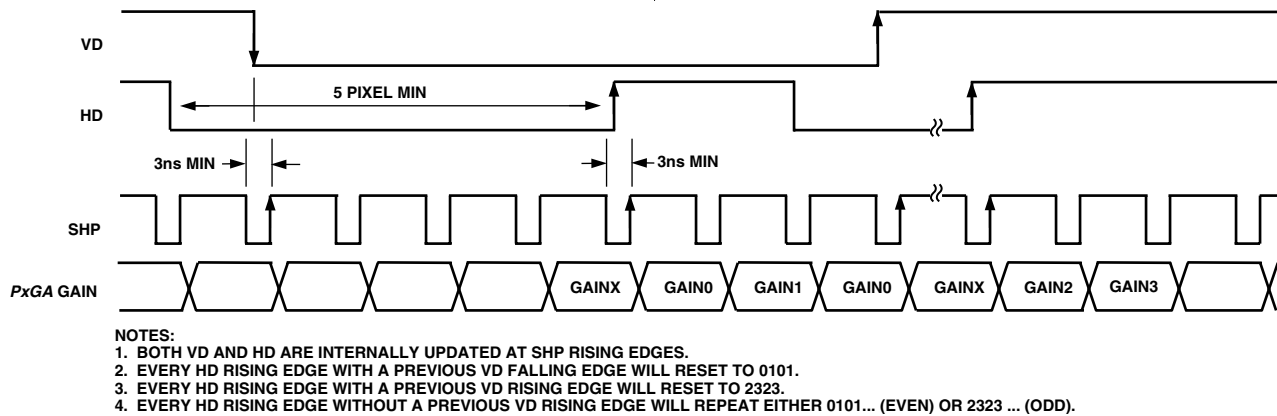 VD
5 PIXEL MIN
HD
3ns MIN
3ns MIN
SHP
PxGA GAIN
GAINX GAIN0 GAIN1 GAIN0 GAINX GAIN2 GAIN3
NOTES:
1. BOTH VD AND HD ARE INTERNALLY UPDATED AT SHP RISING EDGES.
2. EVERY HD RISING EDGE WITH A PREVIOUS VD FALLING EDGE WILL RESET TO 0101.
3. EVERY HD RISING EDGE WITH A PREVIOUS VD RISING EDGE WILL RESET TO 2323.
4. EVERY HD RISING EDGE WITHOUT A PREVIOUS VD RISING EDGE WILL REPEAT EITHER 0101... (EVEN) OR 2323 ... (ODD).